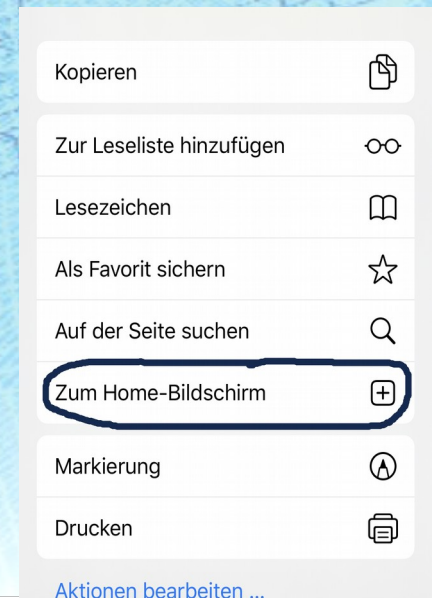 Kopieren
Zur Leseliste hinzufügen
Lesezeichen
Als Favorit sichern
Auf der Seite suchen
Zum Home-Bildschirm
Markierung
Drucken
Aktionen bearbeiten ...